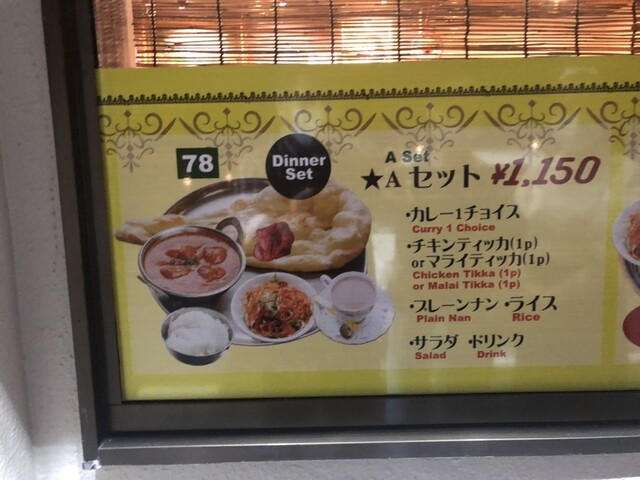 78
Dinner
Set
A Set
★Aセット ¥1,150
・カレー1チョイス
Curry 1 Choice
・チキンティッカ(1p)
orマライティッカ(1p)
Chicken Tikka (1p)
or Malai Tikka (1p)
・プレーンナン・ライス
Plain Nan Rice
・サラダ・ドリンク
Salad Drink